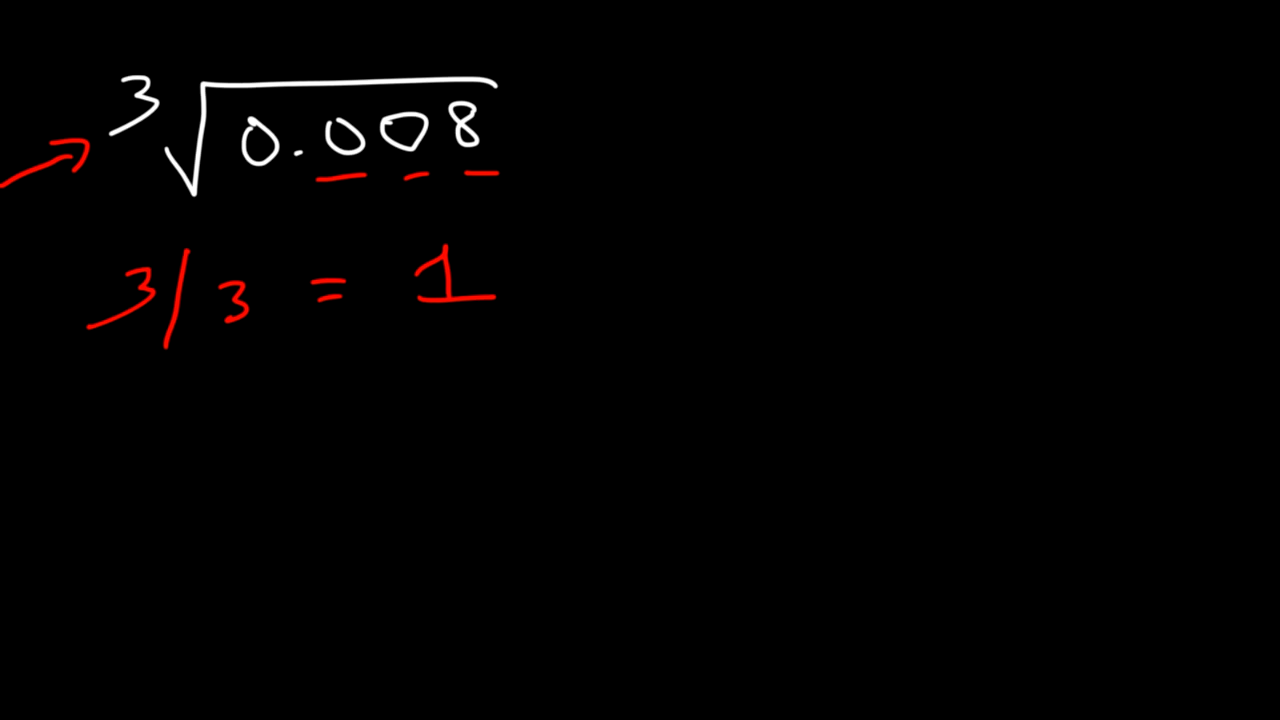 ∛0.008
3/3 = 1